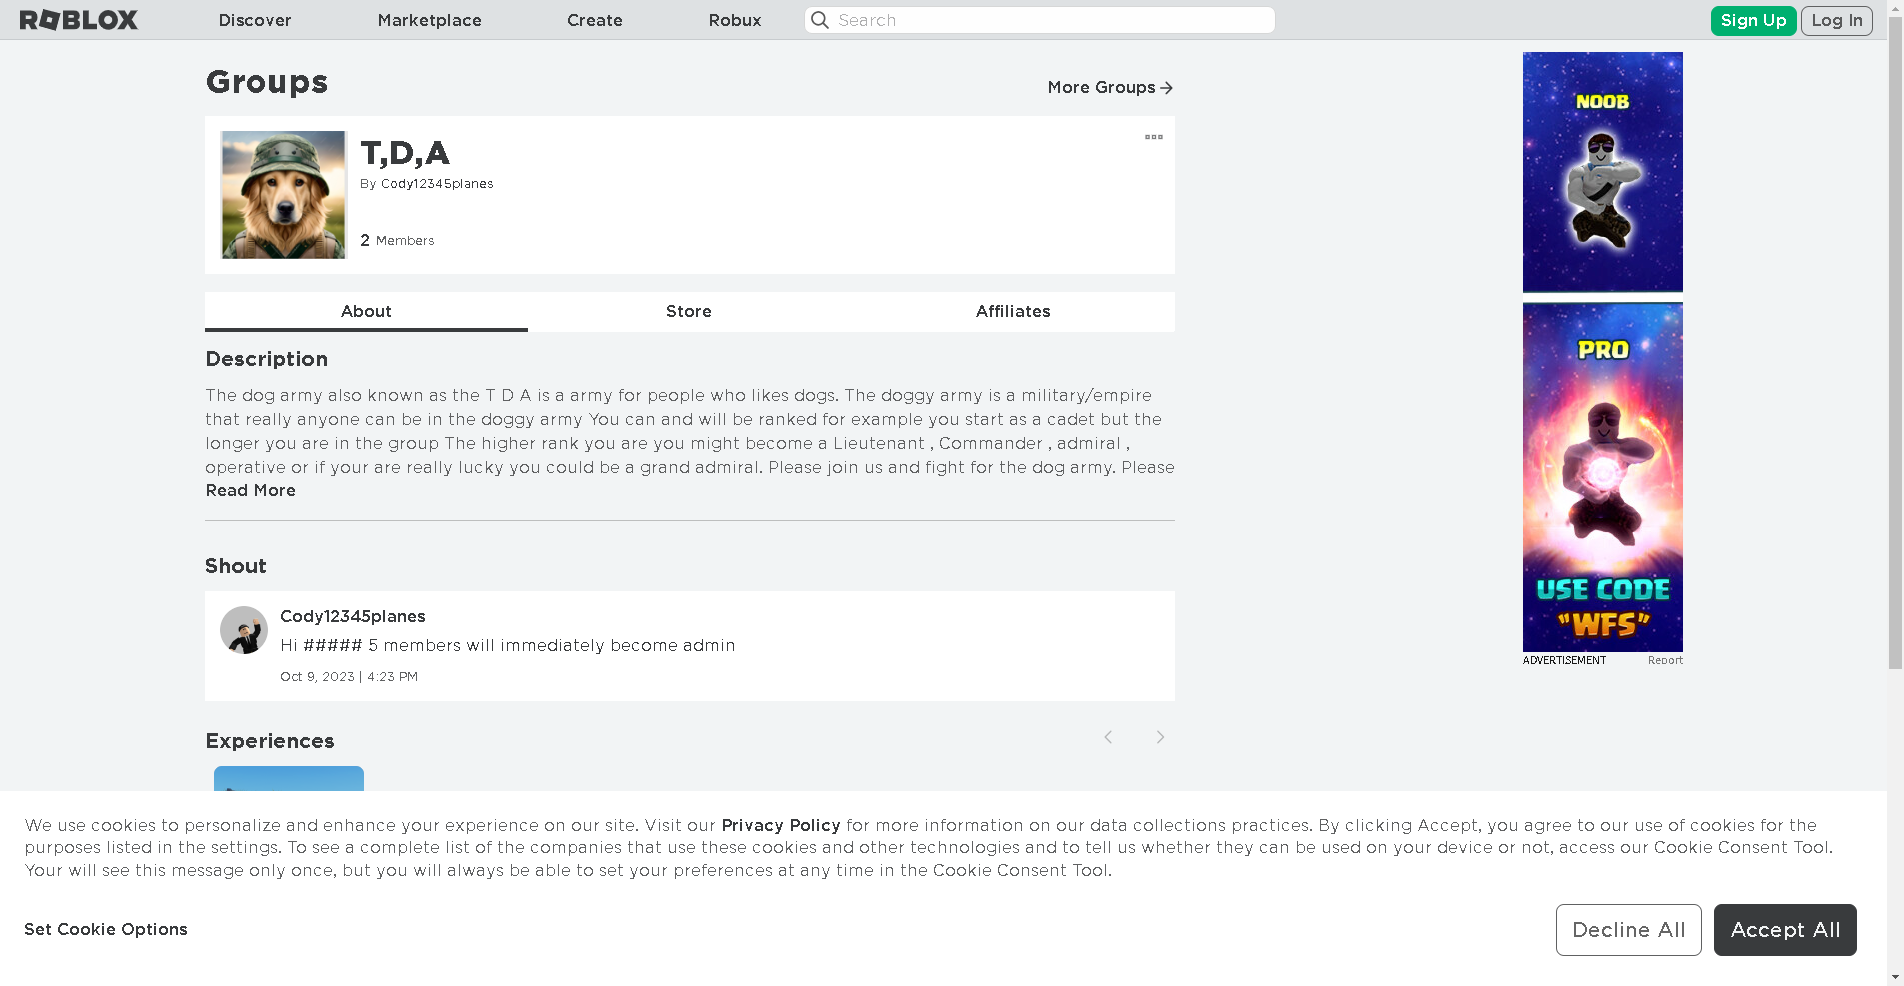 ROBLOX
Discover
Marketplace
Create
Robux
Search
Sign Up
Log In
Groups
More Groups
T,D,A
By Cody12345planes
2 Members
About
Store
Affiliates
Description
The dog army also known as the T D A is a army for people who likes dogs. The doggy army is a military/empire
that really anyone can be in the doggy army You can and will be ranked for example you start as a cadet but the
longer you are in the group The higher rank you are you might become a Lieutenant , Commander , admiral ,
operative or if your are really lucky you could be a grand admiral. Please join us and fight for the dog army. Please
Read More
Shout
Cody12345planes
Hi ##### 5 members will immediately become admin
Oct 9, 2023 | 4:23 PM
Experiences
NOOB
PRO
USE CODE
"WFS"
ADVERTISEMENT
Report
We use cookies to personalize and enhance your experience on our site. Visit our Privacy Policy for more information on our data collections practices. By clicking Accept, you agree to our use of cookies for the
purposes listed in the settings. To see a complete list of the companies that use these cookies and other technologies and to tell us whether they can be used on your device or not, access our Cookie Consent Tool.
Your will see this message only once, but you will always be able to set your preferences at any time in the Cookie Consent Tool.
Set Cookie Options
Decline All
Accept All